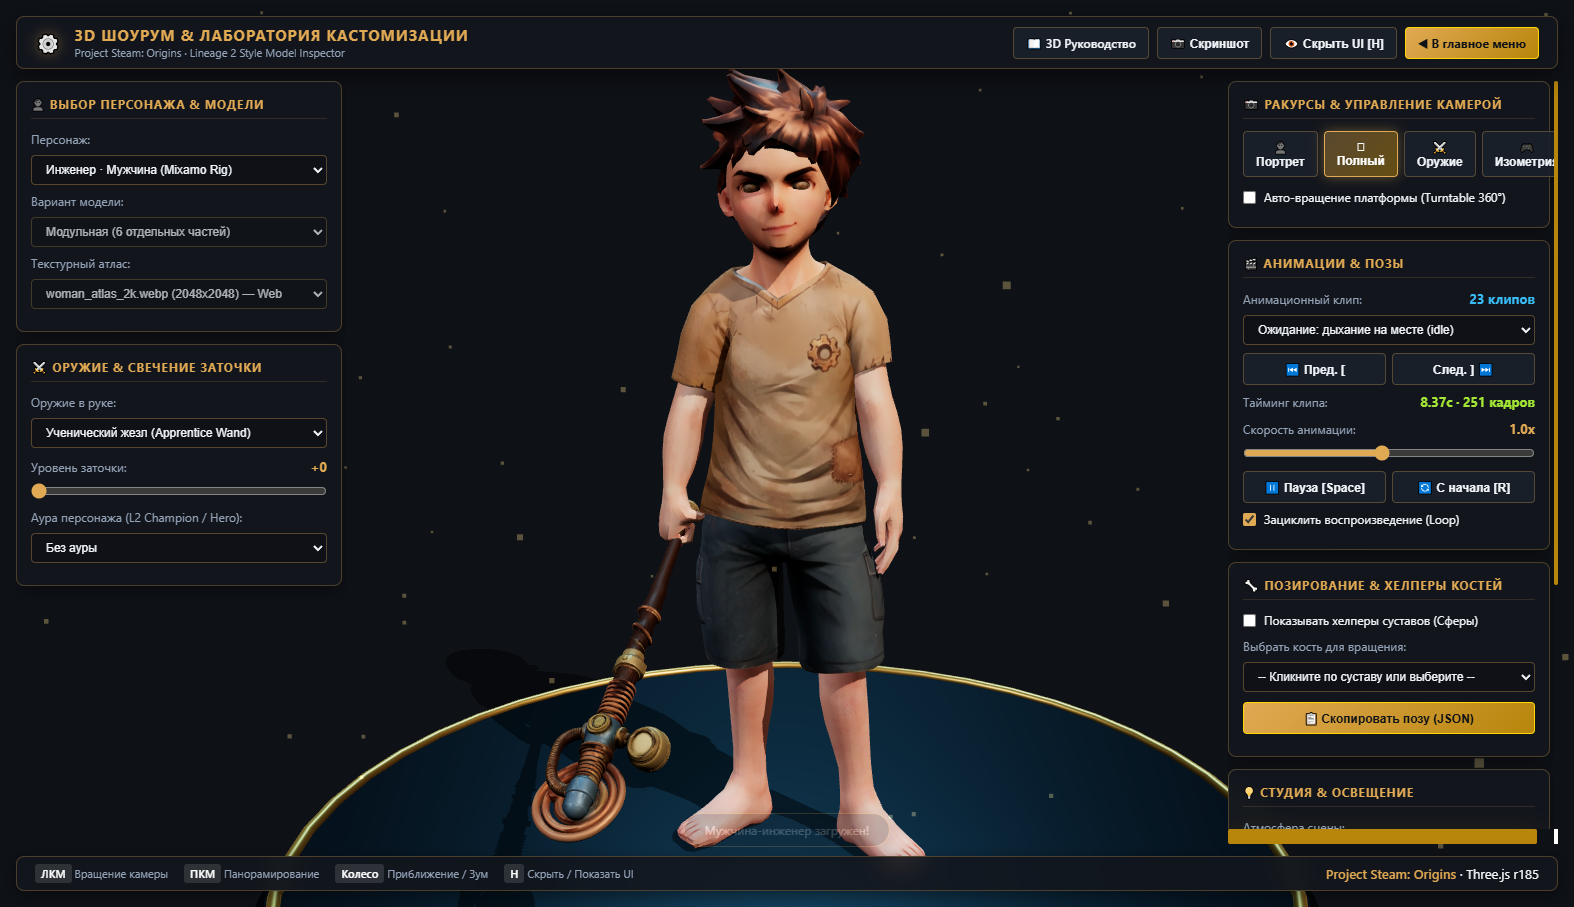 3D ШОУРУМ & ЛАБОРАТОРИЯ КАСТОМИЗАЦИИ
Project Steam: Origins · Lineage 2 Style Model Inspector
3D Руководство
Скриншот
Скрыть UI [H]
◀ В главное меню
ВЫБОР ПЕРСОНАЖА & МОДЕЛИ
Персонаж:
Инженер - Мужчина (Mixamo Rig)
Вариант модели:
Модульная (6 отдельных частей)
Текстурный атлас:
woman_atlas_2k.webp (2048x2048) — Web
ОРУЖИЕ & СВЕЧЕНИЕ ЗАТОЧКИ
Оружие в руке:
Ученический жезл (Apprentice Wand)
Уровень заточки: +0
Аура персонажа (L2 Champion / Hero):
Без ауры
РАКУРСЫ & УПРАВЛЕНИЕ КАМЕРОЙ
Портрет
Полный
Оружие
Изометрия
Авто-вращение платформы (Turntable 360°)
АНИМАЦИИ & ПОЗЫ
Анимационный клип: 23 клипов
Ожидание: дыхание на месте (idle)
Пред. [
След. ]
Тайминг клипа: 8.37с · 251 кадров
Скорость анимации: 1.0x
Пауза [Space]
С начала [R]
Зациклить воспроизведение (Loop)
ПОЗИРОВАНИЕ & ХЕЛПЕРЫ КОСТЕЙ
Показывать хелперы суставов (Сферы)
Выбрать кость для вращения:
-- Кликните по суставу или выберите --
Скопировать позу (JSON)
СТУДИЯ & ОСВЕЩЕНИЕ
Атмосфера сцены:
Мужчина-инженер загружен!
ЛКМ Вращение камеры
ПКМ Панорамирование
Колесо Приближение / Зум
H Скрыть / Показать UI
Project Steam: Origins · Three.js r185